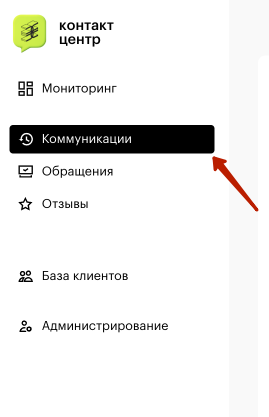 контакт
центр
Мониторинг
Коммуникации
Обращения
Отзывы
База клиентов
Администрирование